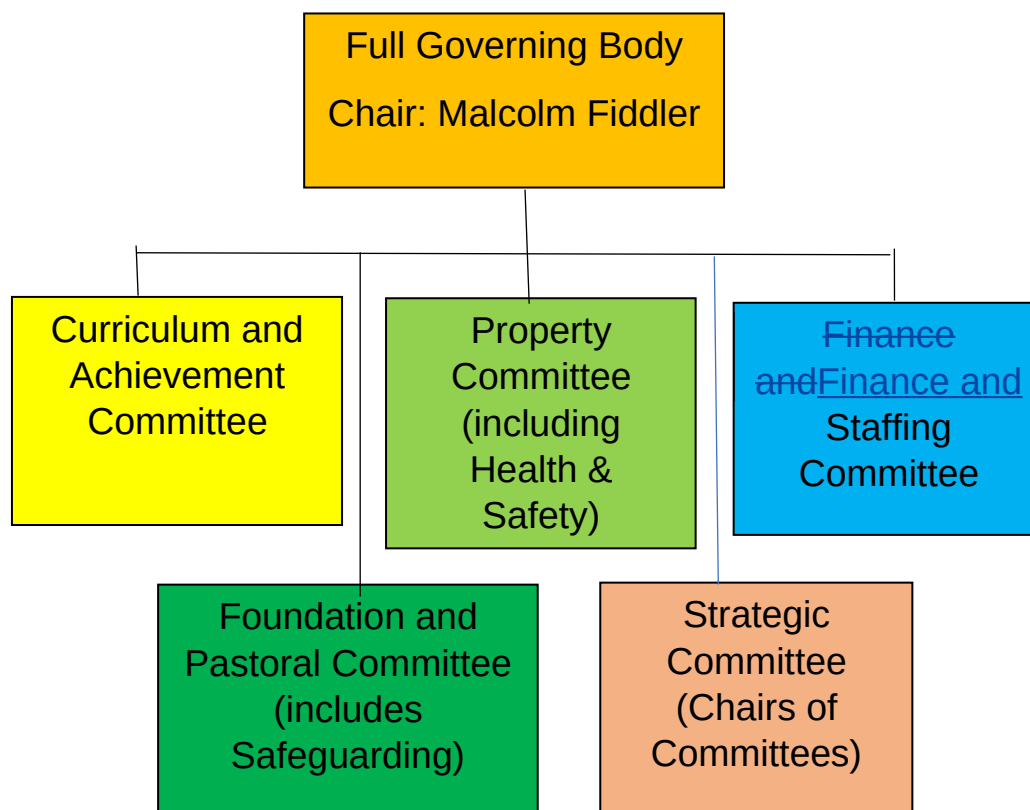 Full Governing Body
Chair: Malcolm Fiddler
Curriculum and
Achievement
Committee
Property
Committee
(including
Health &
Safety)
Finance
andFinance and
Staffing
Committee
Foundation and
Pastoral Committee
(includes
Safeguarding)
Strategic
Committee
(Chairs of
Committees)